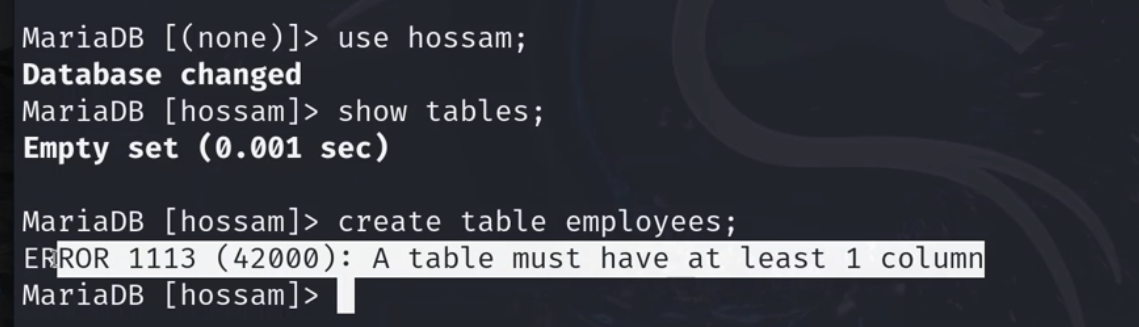 MariaDB [(none)]> use hossam;
Database changed
MariaDB [hossam]> show tables;
Empty set (0.001 sec)
MariaDB [hossam]> create table employees;
ERROR 1113 (42000): A table must have at least 1 column
MariaDB [hossam]>